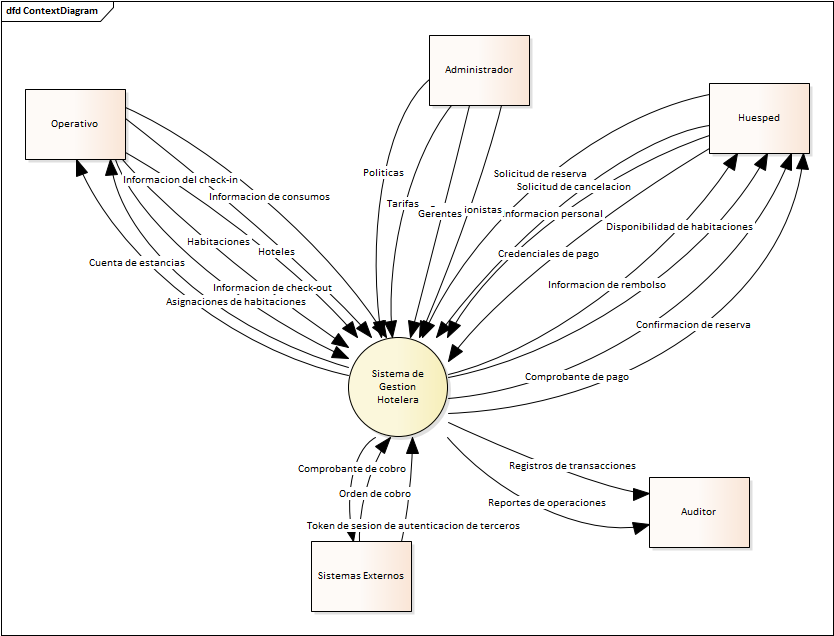 dfd ContextDiagram
Administrador
Operativo
Huesped
Politicas
Solicitud de reserva
Informacion del check-in
Solicitud de cancelacion
Informacion de consumos
Tarifas
Gerentes
ionistas
nformacion personal
Disponibilidad de habitaciones
Habitaciones
Hoteles
Credenciales de pago
Cuenta de estancias
Informacion de rembolso
Informacion de check-out
Asignaciones de habitaciones
Confirmacion de reserva
Sistema de
Gestion
Hotelera
Comprobante de pago
Comprobante de cobro
Registros de transacciones
Orden de cobro
Reportes de operaciones
Auditor
Token de sesion de autenticacion de terceros
Sistemas Externos